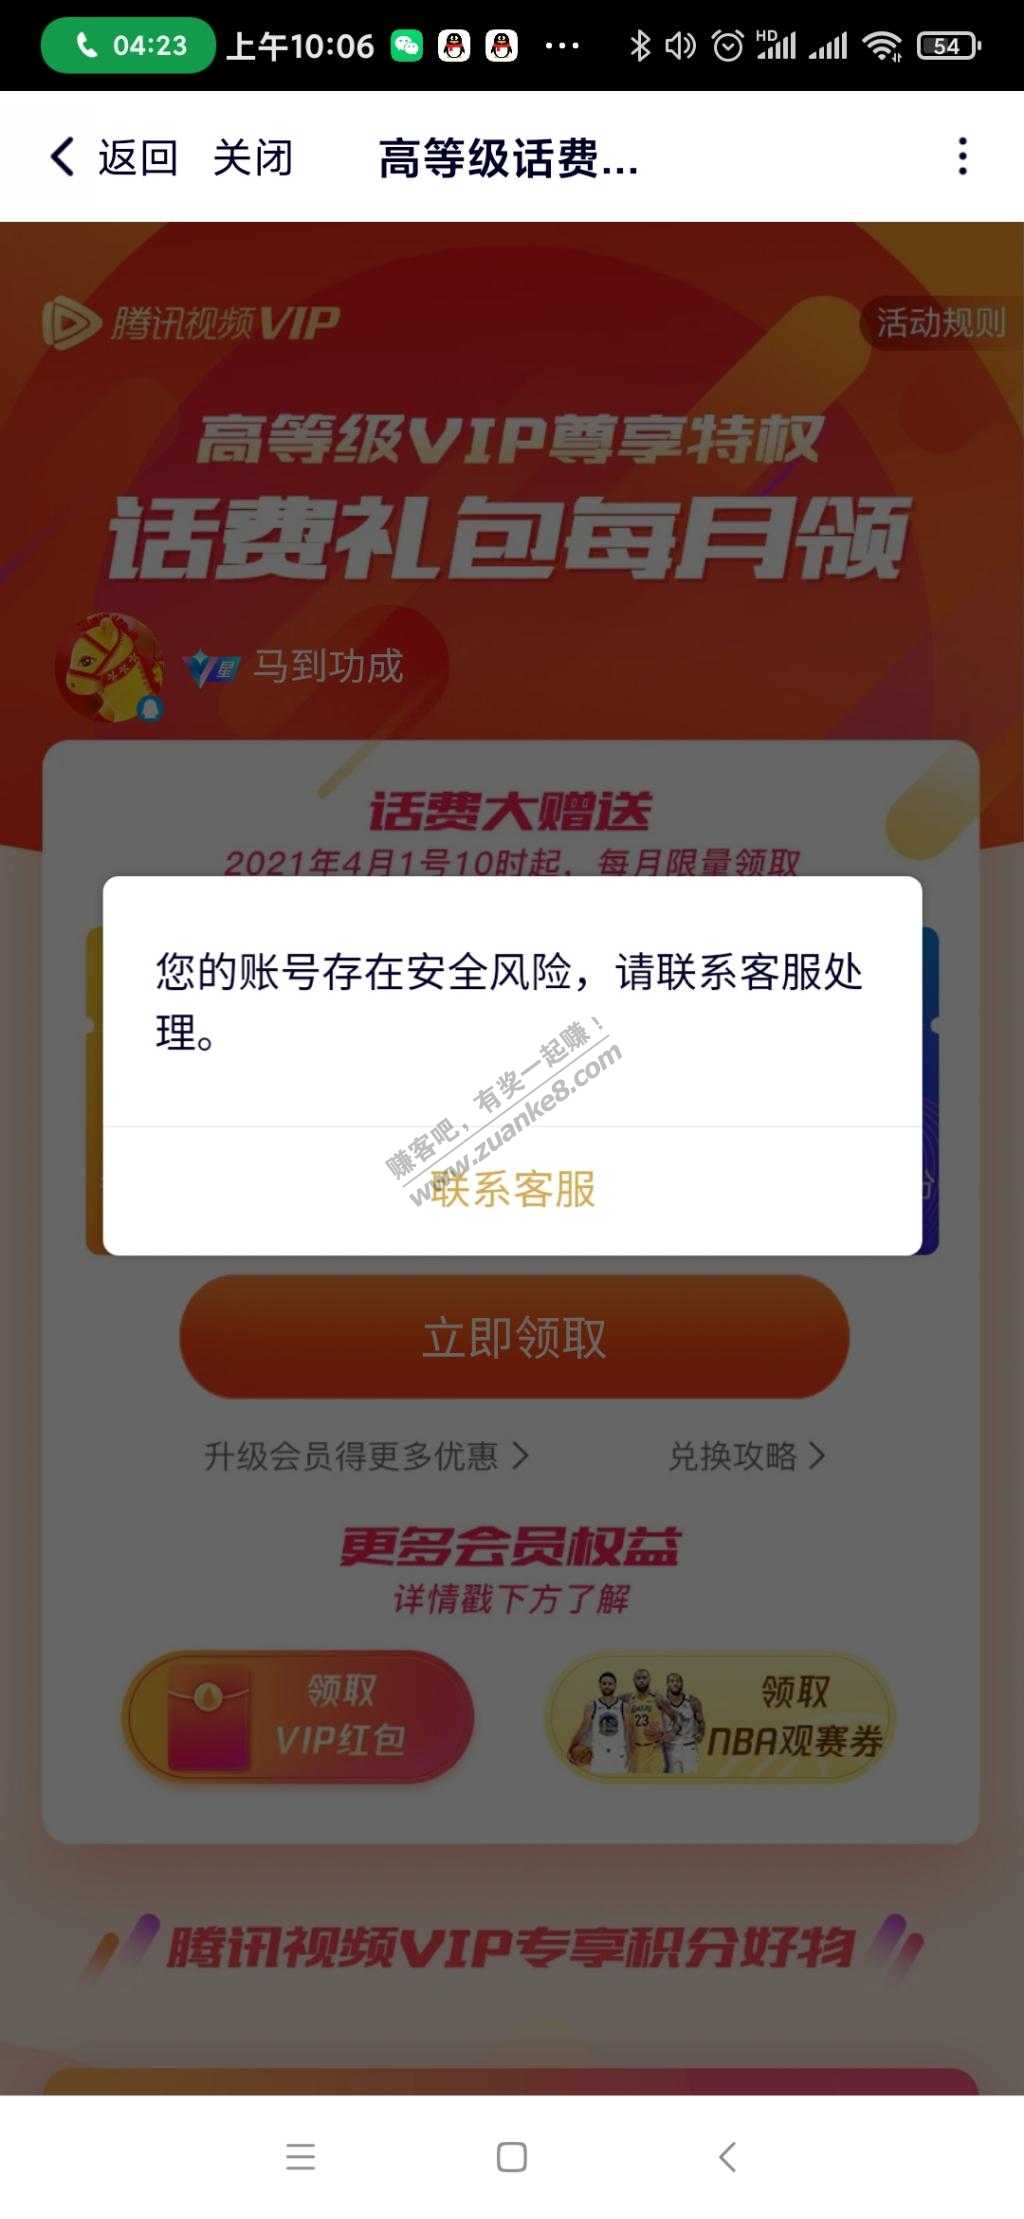 04:23 上午10:06 HD 54
返回 关闭 高等级话费...
腾讯视频VIP 活动规则
高等级VIP尊享特权
话费礼包每月领
V星 马到功成
话费大赠送
2021年4月1号10时起，每月限量领取
您的账号存在安全风险，请联系客服处
理。
赚客吧，有奖一起赚！
www.zuanke8.com
联系客服
立即领取
升级会员得更多优惠 兑换攻略
更多会员权益
详情戳下方了解
领取
VIP红包
领取
NBA观赛券
23
腾讯视频VIP专享积分好物